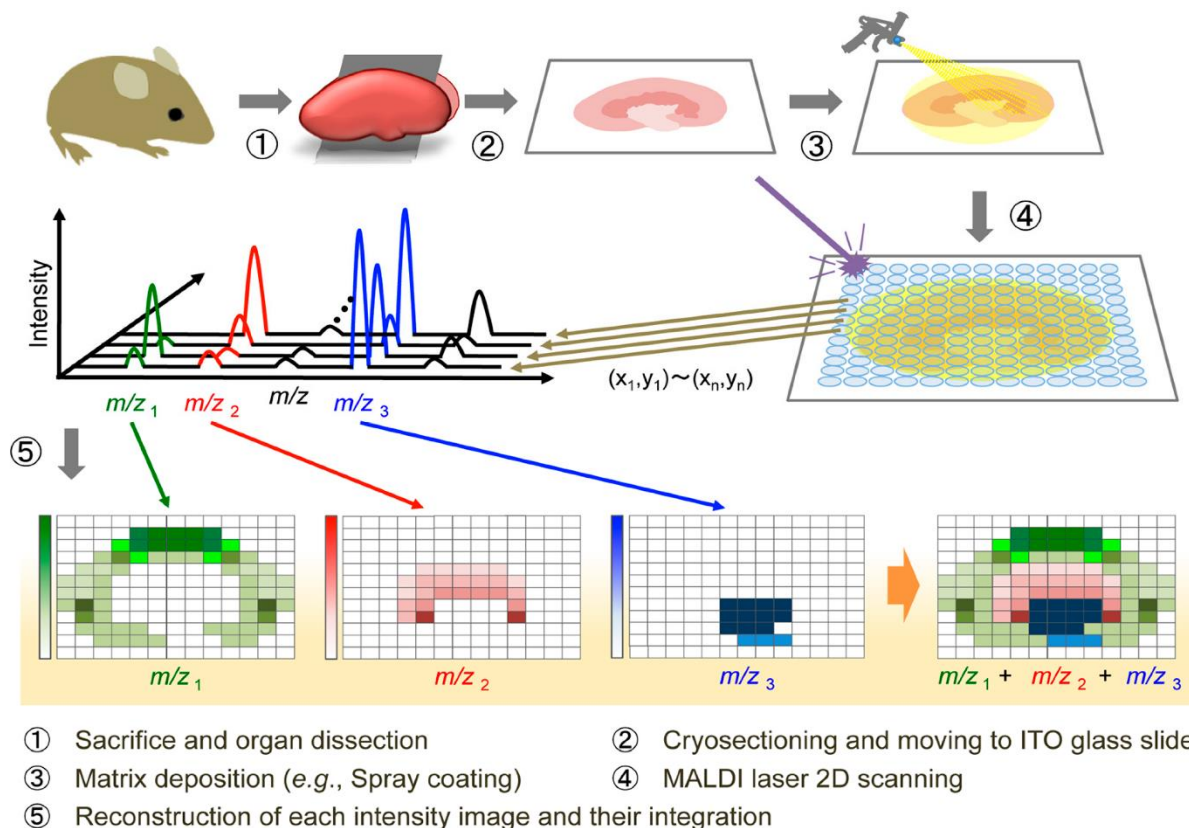 ①
②
③
④
Intensity
(x₁,y₁)～(xₙ,yₙ)
m/z
m/z ₁
m/z ₂
m/z ₃
⑤
m/z ₁
m/z ₂
m/z ₃
m/z ₁ + m/z ₂ + m/z ₃
① Sacrifice and organ dissection
② Cryosectioning and moving to ITO glass slide
③ Matrix deposition (e.g., Spray coating)
④ MALDI laser 2D scanning
⑤ Reconstruction of each intensity image and their integration